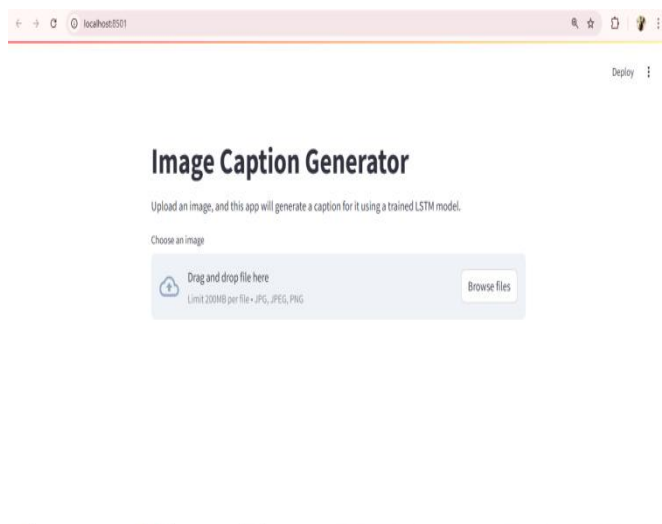 localhost:8501
Deploy
Image Caption Generator
Upload an image, and this app will generate a caption for it using a trained LSTM model.
Choose an image
Drag and drop file here
Limit 200MB per file • JPG, JPEG, PNG
Browse files